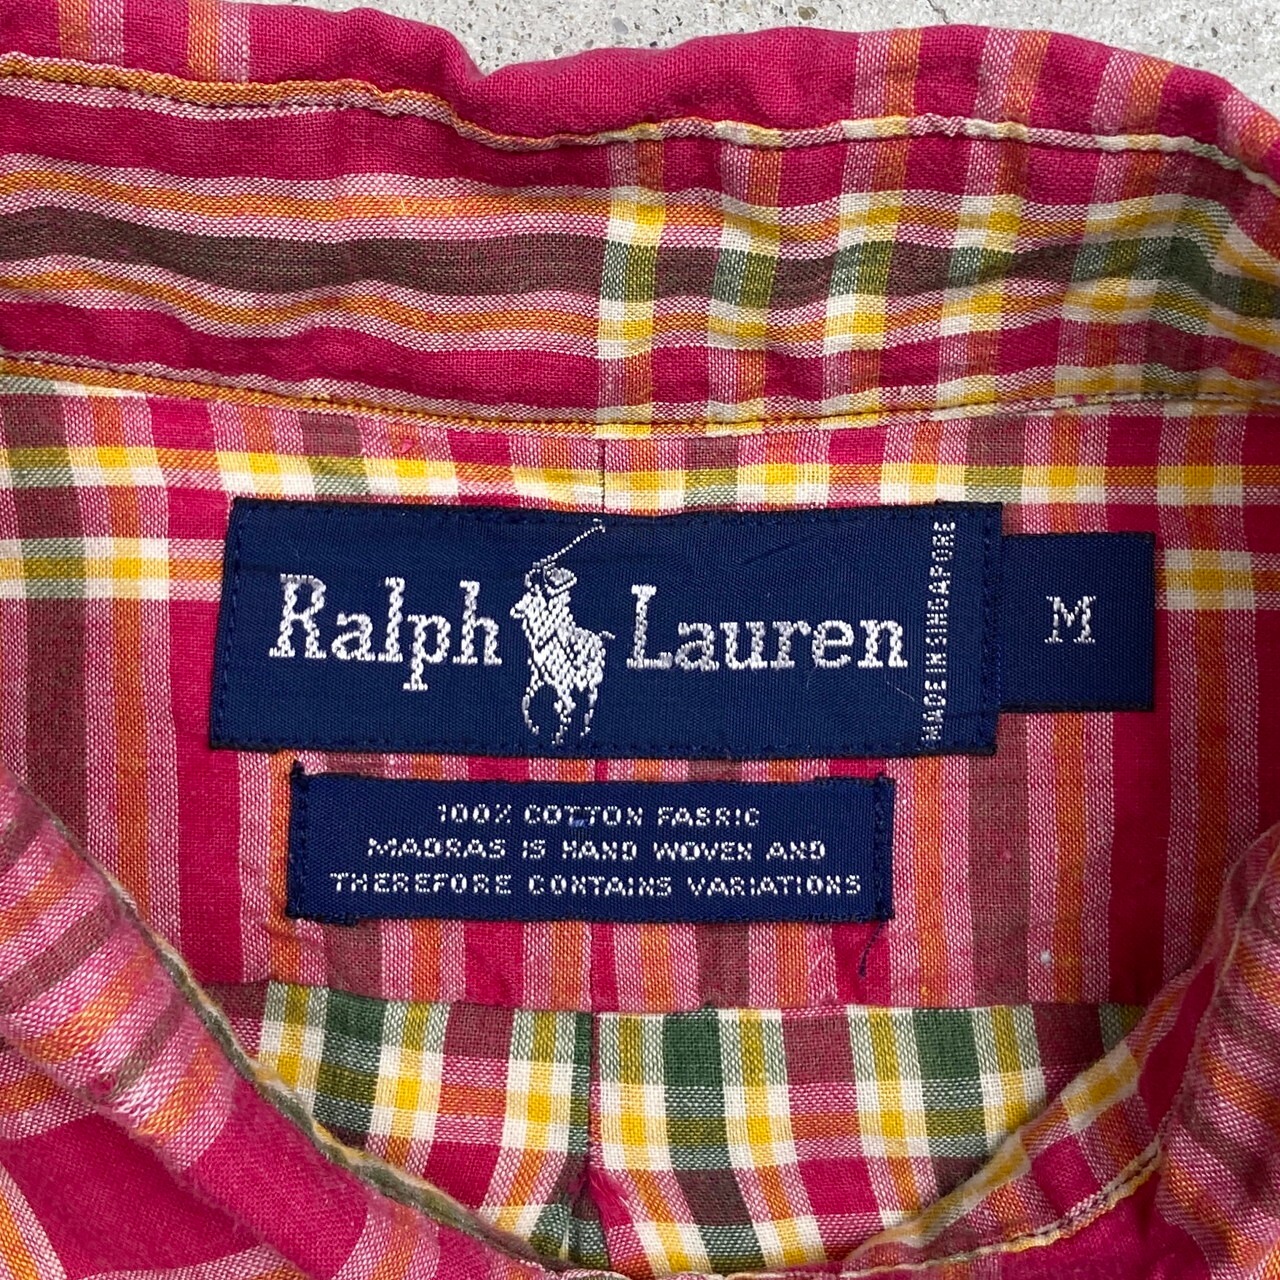 Ralph Lauren
MADE IN SINGAPORE
M
100% COTTON FABRIC
MADRAS IS HAND WOVEN AND
THEREFORE CONTAINS VARIATIONS